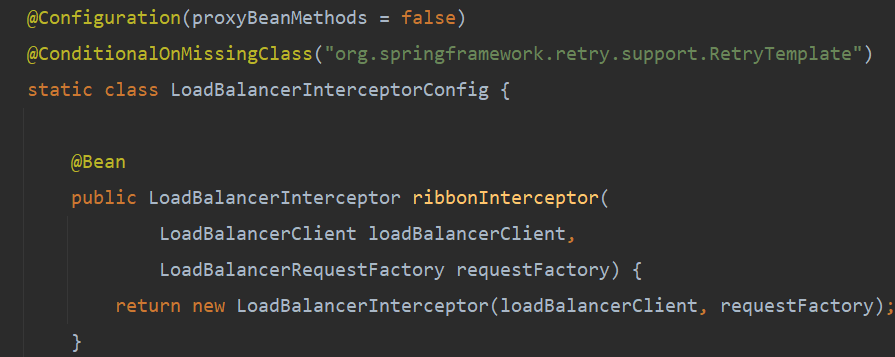 @Configuration(proxyBeanMethods = false)
@ConditionalOnMissingClass("org.springframework.retry.support.RetryTemplate")
static class LoadBalancerInterceptorConfig {
@Bean
public LoadBalancerInterceptor ribbonInterceptor(
LoadBalancerClient loadBalancerClient,
LoadBalancerRequestFactory requestFactory) {
return new LoadBalancerInterceptor(loadBalancerClient, requestFactory);
}